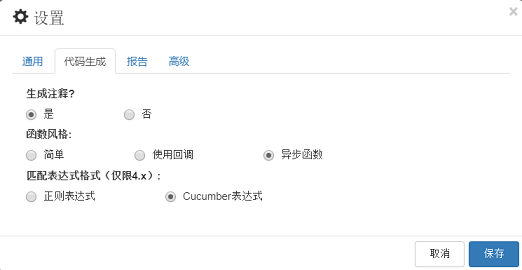 设置
通用 代码生成 报告 高级
生成注释?
是 否
函数风格:
简单 使用回调 异步函数
匹配表达式格式（仅限4.x）:
正则表达式 Cucumber表达式
取消 保存